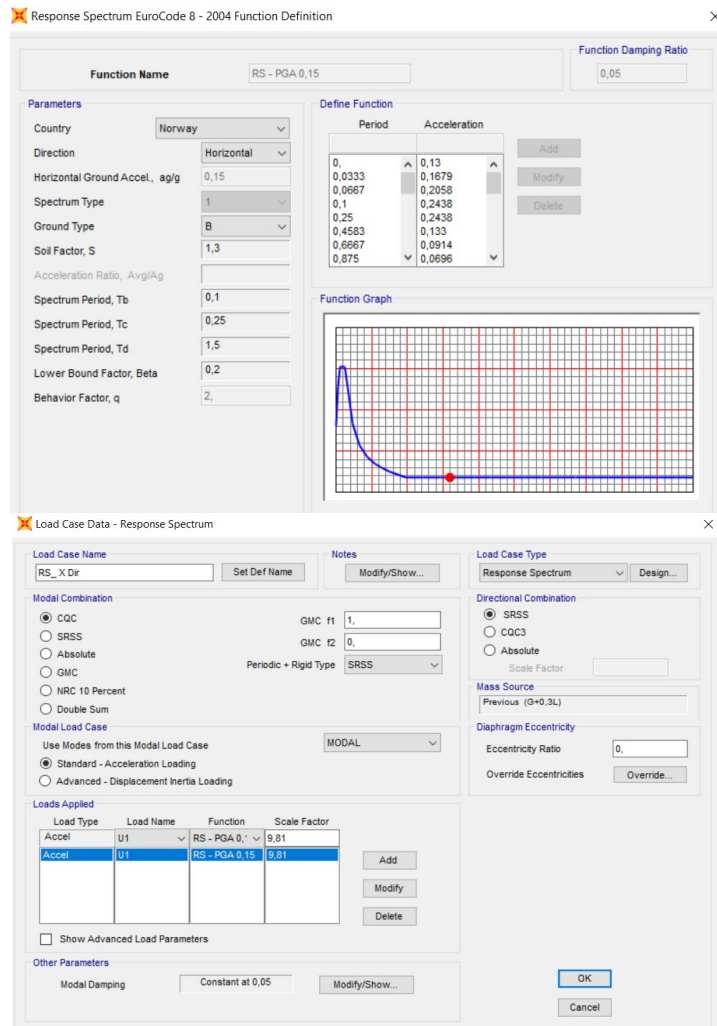 Response Spectrum EuroCode 8 - 2004 Function Definition
Function Damping Ratio
Function Name
RS - PGA 0,15
0,05
Parameters
Country
Norway
Direction
Horizontal
Horizontal Ground Accel., ag/g
0,15
Spectrum Type
1
Ground Type
B
Soil Factor, S
1,3
Acceleration Ratio, Avg/Ag
Spectrum Period, Tb
0,1
Spectrum Period, Tc
0,25
Spectrum Period, Td
1,5
Lower Bound Factor, Beta
0,2
Behavior Factor, q
2,
Define Function
Period Acceleration
0, 0,13
0,0333 0,1679
0,0667 0,2058
0,1 0,2438
0,25 0,2438
0,4583 0,133
0,6667 0,0914
0,875 0,0696
Add
Modify
Delete
Function Graph
Load Case Data - Response Spectrum
Load Case Name
RS_ X Dir
Set Def Name
Notes
Modify/Show...
Load Case Type
Response Spectrum
Design...
Modal Combination
CQC
SRSS
Absolute
GMC
NRC 10 Percent
Double Sum
GMC f1 1,
GMC f2 0,
Periodic + Rigid Type SRSS
Directional Combination
SRSS
CQC3
Absolute
Scale Factor
Mass Source
Previous (G+0,3L)
Modal Load Case
Use Modes from this Modal Load Case
MODAL
Standard - Acceleration Loading
Advanced - Displacement Inertia Loading
Diaphragm Eccentricity
Eccentricity Ratio
0,
Override Eccentricities
Override...
Loads Applied
Load Type Load Name Function Scale Factor
Accel U1 RS - PGA 0,' 9,81
Accel U1 RS - PGA 0,15 9,81
Add
Modify
Delete
Show Advanced Load Parameters
Other Parameters
Modal Damping
Constant at 0,05
Modify/Show...
OK
Cancel